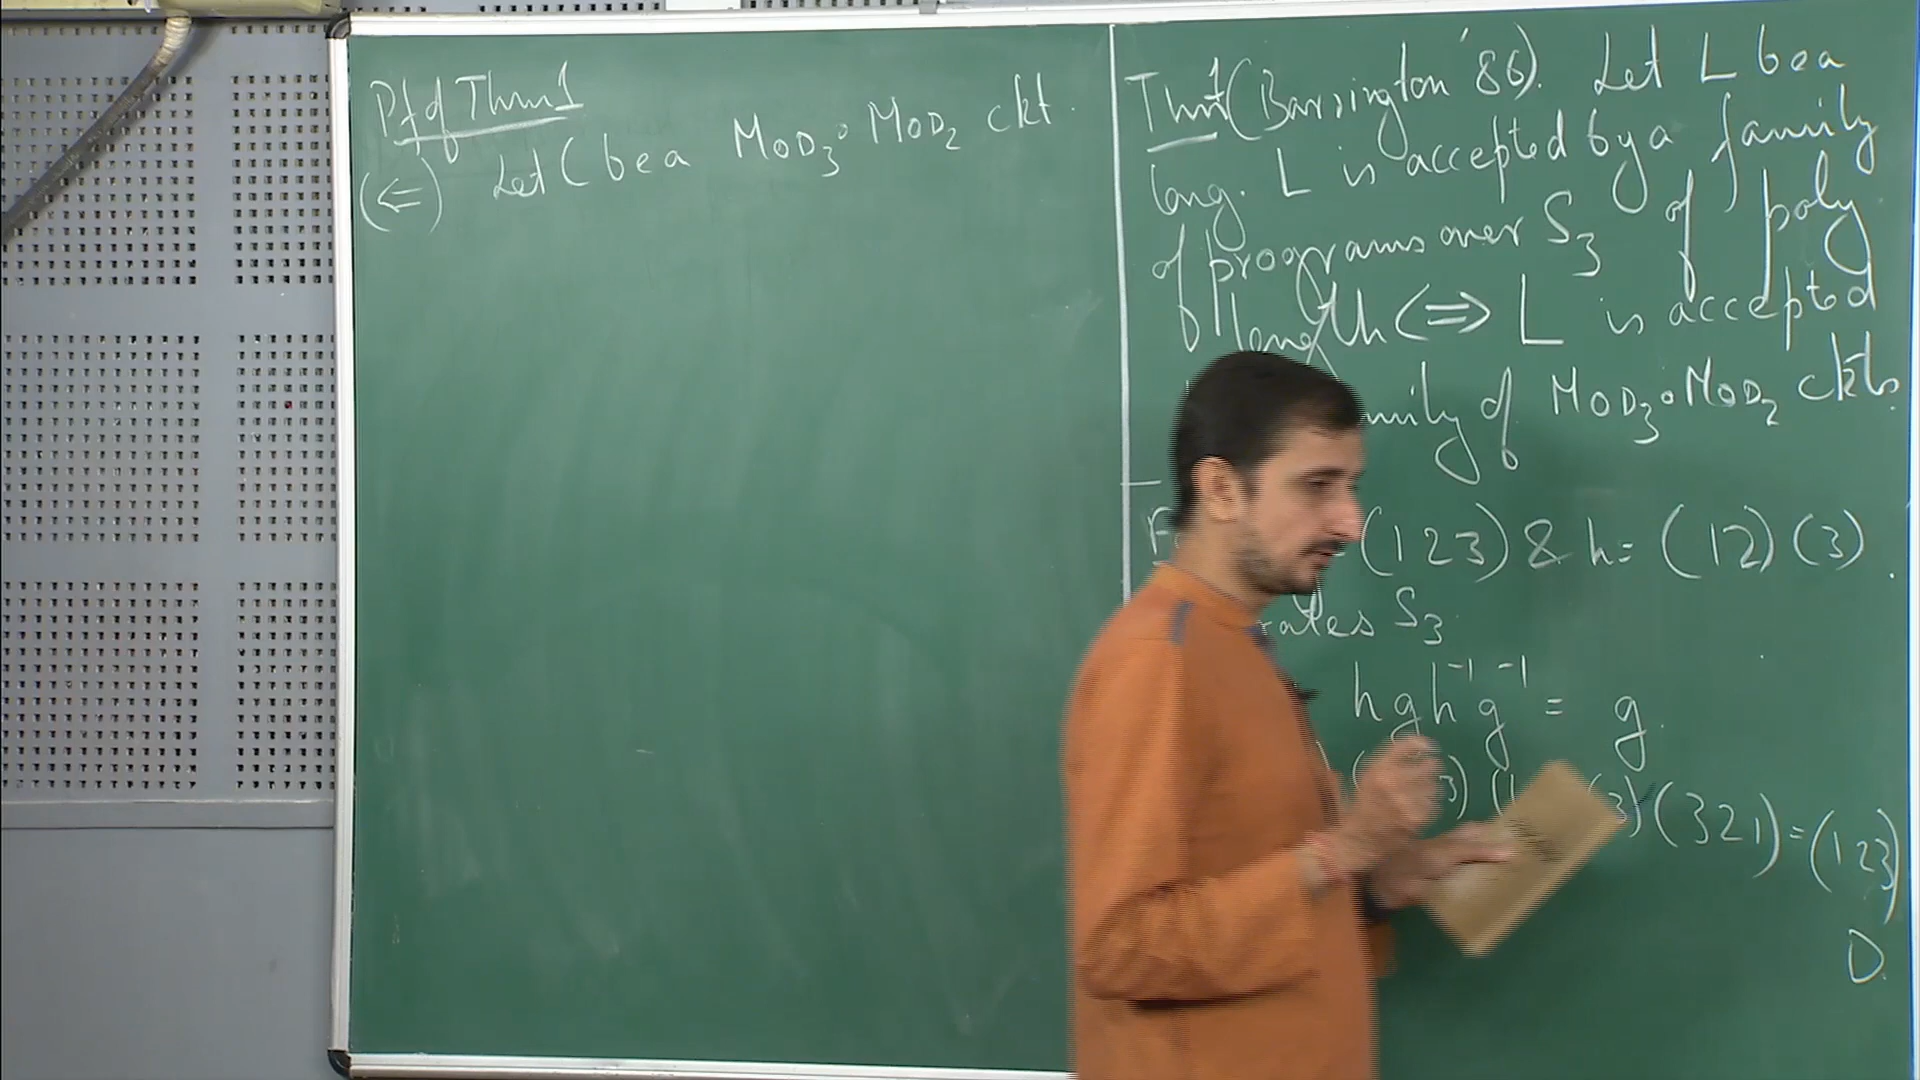 Pf of Thm 1
(⇐) Let C be a MOD₃∘MOD₂ ckt.
Thm 1 (Barrington '86). Let L be a
lang. L is accepted by a family
of programs over S₃ of poly
length ⇔ L is accepted
family of MOD₃∘MOD₂ ckts.
(1 2 3) & h = (1 2) (3).
S₃
h g h⁻¹ g⁻¹ = g.
(3) (3 2 1) = (1 2 3)